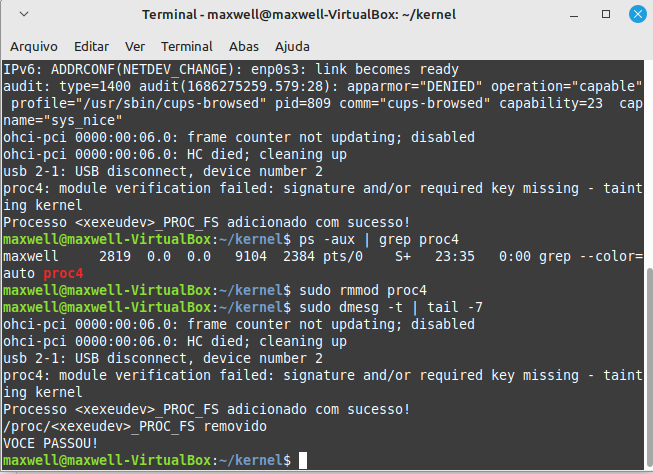 Terminal - maxwell@maxwell-VirtualBox: ~/kernel
Arquivo Editar Ver Terminal Abas Ajuda
IPv6: ADDRCONF(NETDEV_CHANGE): enp0s3: link becomes ready
audit: type=1400 audit(1686275259.579:28): apparmor="DENIED" operation="capable"
 profile="/usr/sbin/cups-browsed" pid=809 comm="cups-browsed" capability=23  cap
name="sys_nice"
ohci-pci 0000:00:06.0: frame counter not updating; disabled
ohci-pci 0000:00:06.0: HC died; cleaning up
usb 2-1: USB disconnect, device number 2
proc4: module verification failed: signature and/or required key missing - taint
ing kernel
Processo <xexeudev>_PROC_FS adicionado com sucesso!
maxwell@maxwell-VirtualBox:~/kernel$ ps -aux | grep proc4
maxwell     2819  0.0  0.0   9104  2384 pts/0    S+   23:35   0:00 grep --color=
auto proc4
maxwell@maxwell-VirtualBox:~/kernel$ sudo rmmod proc4
maxwell@maxwell-VirtualBox:~/kernel$ sudo dmesg -t | tail -7
ohci-pci 0000:00:06.0: frame counter not updating; disabled
ohci-pci 0000:00:06.0: HC died; cleaning up
usb 2-1: USB disconnect, device number 2
proc4: module verification failed: signature and/or required key missing - taint
ing kernel
Processo <xexeudev>_PROC_FS adicionado com sucesso!
/proc/<xexeudev>_PROC_FS removido
VOCE PASSOU!
maxwell@maxwell-VirtualBox:~/kernel$